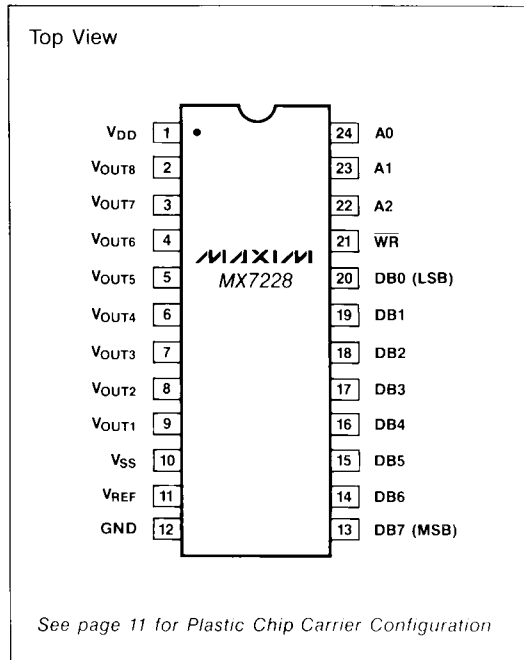 Top View
VDD 1 24 A0
VOUT8 2 23 A1
VOUT7 3 22 A2
VOUT6 4 21 W̅R̅
MAXIM
MX7228
VOUT5 5 20 DB0 (LSB)
VOUT4 6 19 DB1
VOUT3 7 18 DB2
VOUT2 8 17 DB3
VOUT1 9 16 DB4
VSS 10 15 DB5
VREF 11 14 DB6
GND 12 13 DB7 (MSB)
See page 11 for Plastic Chip Carrier Configuration